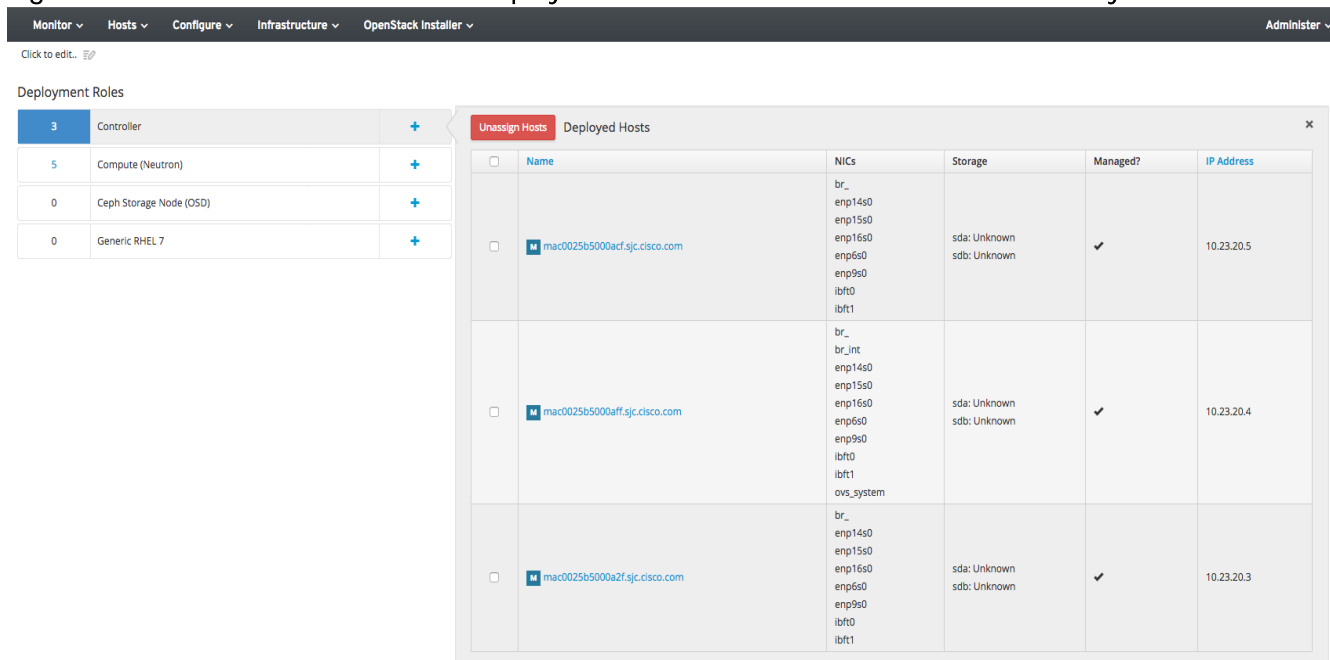 Monitor Hosts Configure Infrastructure OpenStack Installer Administer
Click to edit..
Deployment Roles
3 Controller +
5 Compute (Neutron) +
0 Ceph Storage Node (OSD) +
0 Generic RHEL 7 +
Unassign Hosts Deployed Hosts ×
Name NICs Storage Managed? IP Address
br_
enp14s0
enp15s0
enp16s0
enp6s0
enp9s0
ibft0
ibft1
M mac0025b5000acf.sjc.cisco.com
sda: Unknown
sdb: Unknown
10.23.20.5
br_
br_int
enp14s0
enp15s0
enp16s0
enp6s0
enp9s0
ibft0
ibft1
ovs_system
M mac0025b5000aff.sjc.cisco.com
sda: Unknown
sdb: Unknown
10.23.20.4
br_
enp14s0
enp15s0
enp16s0
enp6s0
enp9s0
ibft0
ibft1
M mac0025b5000a2f.sjc.cisco.com
sda: Unknown
sdb: Unknown
10.23.20.3